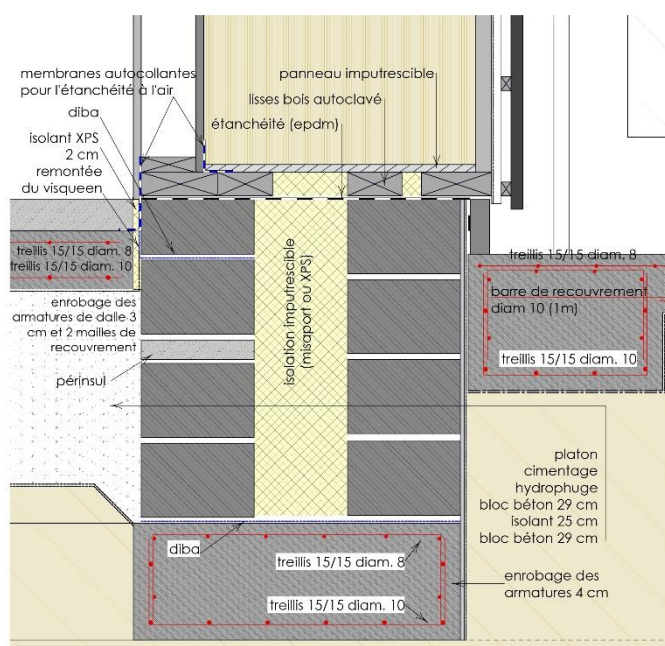 membranes autocollantes
pour l'étanchéité à l'air
diba
isolant XPS
2 cm
remontée
du visqueen
panneau imputrescible
lisses bois autoclavé
étanchéité (epdm)
treillis 15/15 diam. 8
treillis 15/15 diam. 10
enrobage des
armatures de dalle 3
cm et 2 mailles de
recouvrement
périnsul
isolation imputrescible
(misaport ou XPS)
treillis 15/15 diam. 8
barre de recouvrement
diam 10 (1m)
treillis 15/15 diam. 10
platon
cimentage
hydrophuge
bloc béton 29 cm
isolant 25 cm
bloc béton 29 cm
diba
treillis 15/15 diam. 8
treillis 15/15 diam. 10
enrobage des
armatures 4 cm